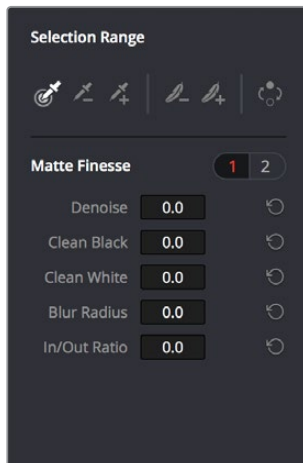 Selection Range
Matte Finesse 1 2
Denoise 0.0
Clean Black 0.0
Clean White 0.0
Blur Radius 0.0
In/Out Ratio 0.0